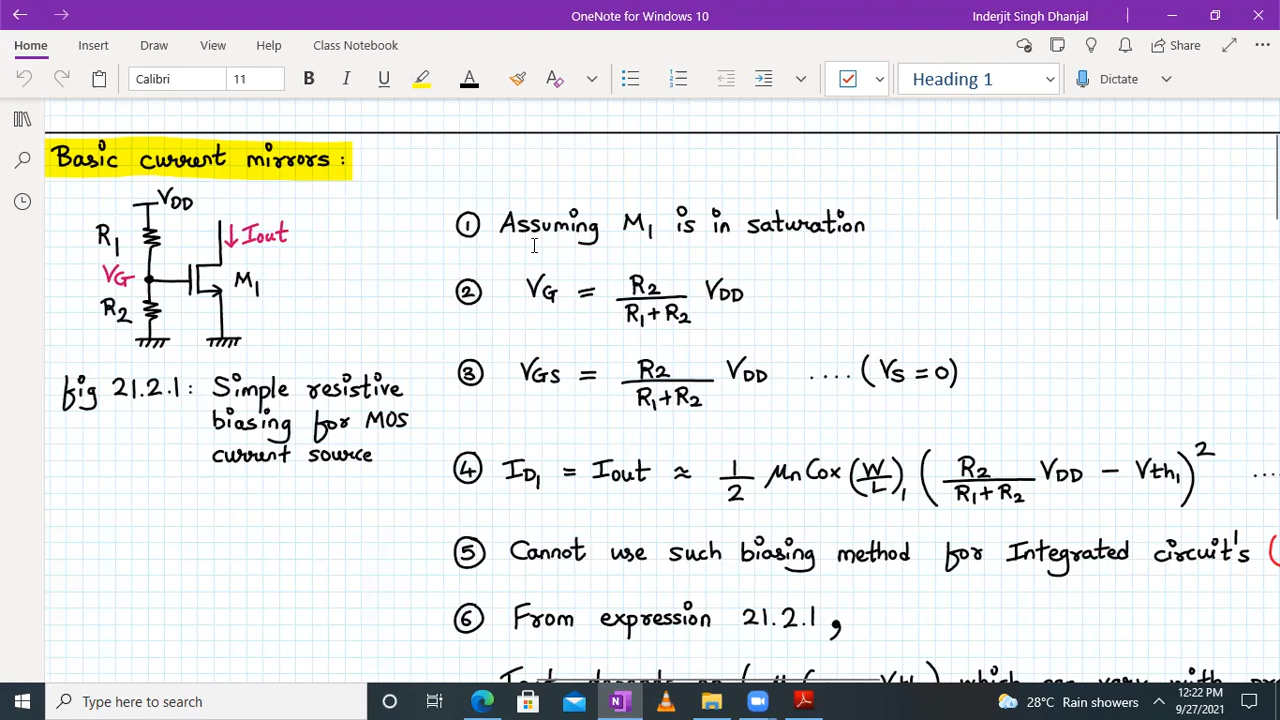 OneNote for Windows 10
Inderjit Singh Dhanjal
Home Insert Draw View Help Class Notebook
Share
Calibri 11 B I U A Heading 1 Dictate
Basic current mirrors :
VDD
R1
Iout
VG
M1
R2
fig 21.2.1 : Simple resistive
biasing for MOS
current source
① Assuming M1 is in saturation
② VG = R2/(R1+R2) VDD
③ VGS = R2/(R1+R2) VDD ....(VS = 0)
④ ID1 = Iout ≈ 1/2 μn Cox (W/L)1 (R2/(R1+R2) VDD - Vth1)² ....
⑤ Cannot use such biasing method for Integrated circuit's (
⑥ From expression 21.2.1 ,
Type here to search
28°C Rain showers
12:22 PM
9/27/2021